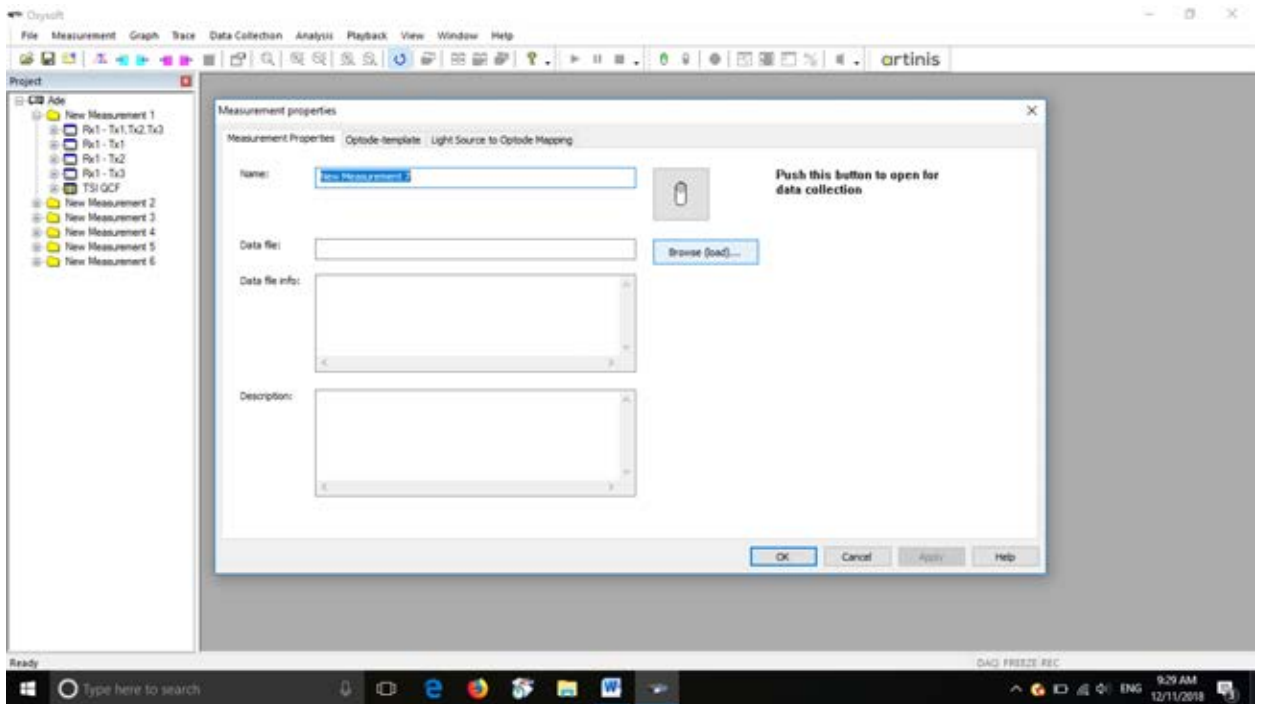 Oxysoft
File Measurement Graph Trace Data Collection Analysis Playback View Window Help
artinis
Project
Ade
New Measurement 1
Rx1 - Tx1,Tx2,Tx3
Rx1 - Tx1
Rx1 - Tx2
Rx1 - Tx3
TSI QCF
New Measurement 2
New Measurement 3
New Measurement 4
New Measurement 5
New Measurement 6
Measurement properties
Measurement Properties Optode-template Light Source to Optode Mapping
Name: New Measurement 7
Push this button to open for
data collection
Data file:
Browse (load)....
Data file info:
Description:
OK Cancel Apply Help
Ready
DAQ FREEZE REC
Type here to search
ENG
9:29 AM
12/11/2018